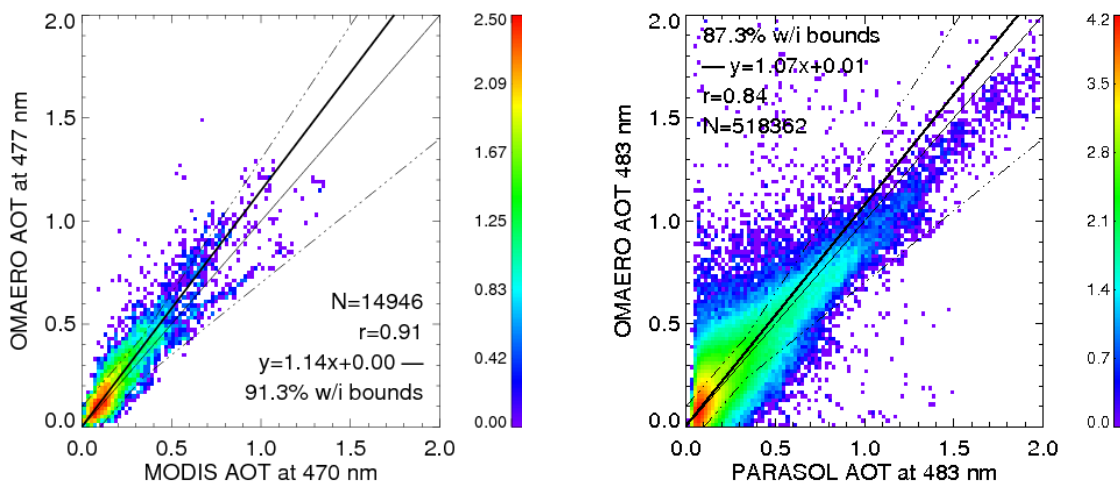 OMAERO AOT at 477 nm
2.0
1.5
1.0
0.5
0.0
N=14946
r=0.91
y=1.14x+0.00
91.3% w/i bounds
0.0 0.5 1.0 1.5 2.0
MODIS AOT at 470 nm
2.50
2.09
1.67
1.25
0.83
0.42
0.00
OMAERO AOT 483 nm
2.0
1.5
1.0
0.5
0.0
87.3% w/i bounds
y=1.07x+0.01
r=0.84
N=518362
0.0 0.5 1.0 1.5 2.0
PARASOL AOT at 483 nm
4.2
3.5
2.8
2.1
1.4
0.7
0.0